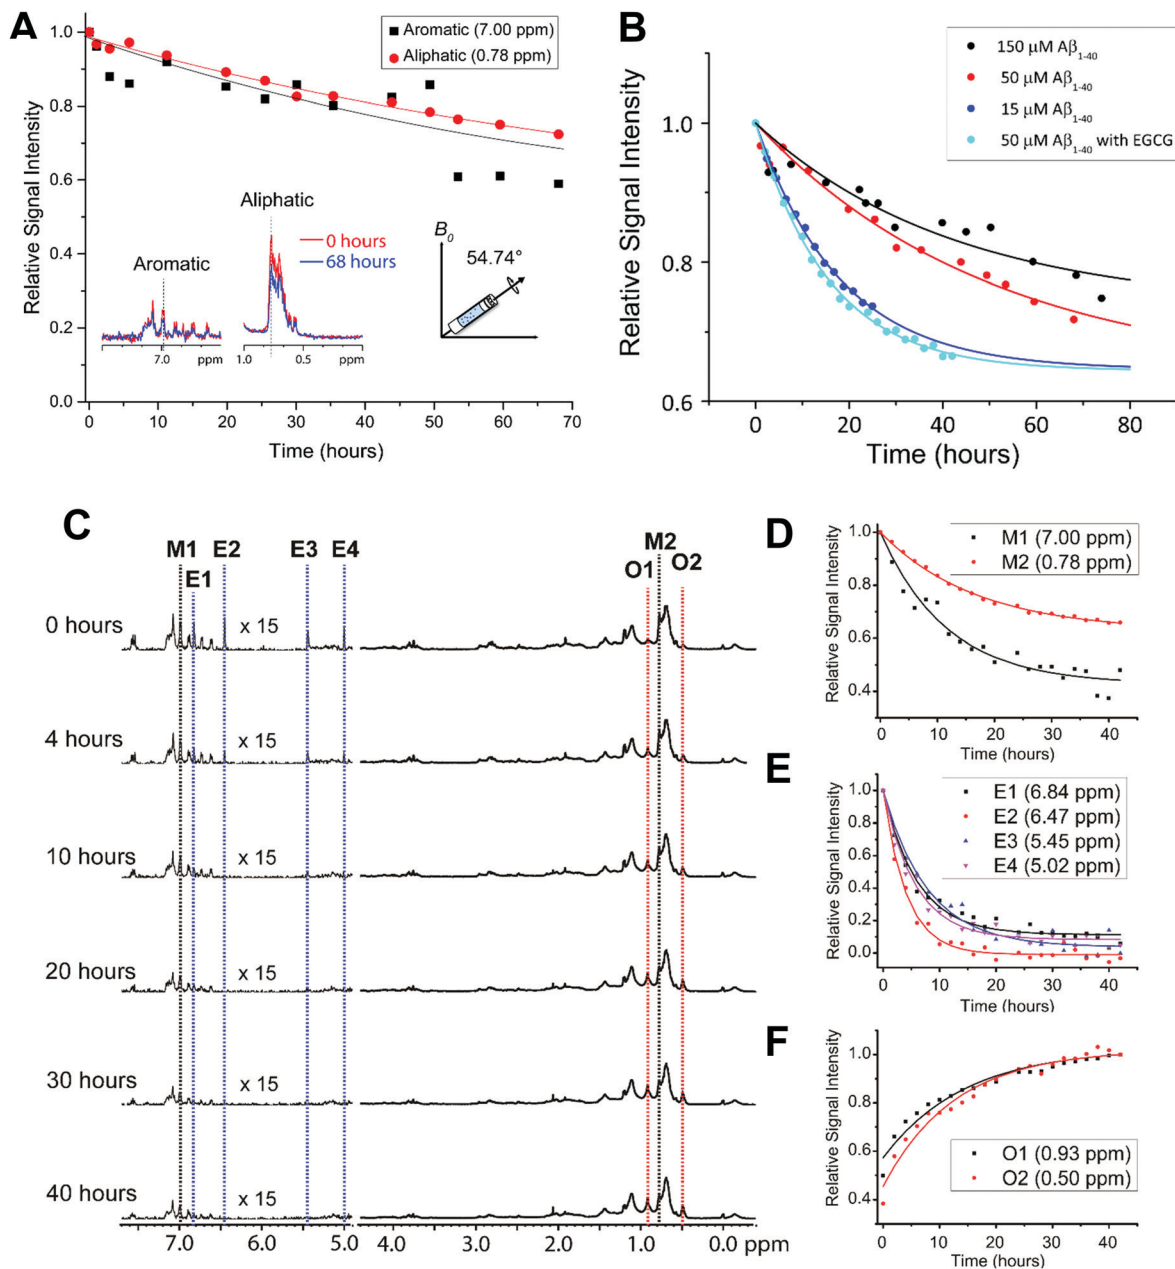 A
Relative Signal Intensity
1.0
0.8
0.6
0.4
0.2
0.0
Aromatic (7.00 ppm)
Aliphatic (0.78 ppm)
Aliphatic
Aromatic
0 hours
68 hours
B0
54.74°
7.0
ppm
1.0
0.5
ppm
0
10
20
30
40
50
60
70
Time (hours)
B
Relative Signal Intensity
1.0
0.8
0.6
150 µM Aβ1-40
50 µM Aβ1-40
15 µM Aβ1-40
50 µM Aβ1-40 with EGCG
0
20
40
60
80
Time (hours)
C
M1
E1
E2
E3
E4
O1
M2
O2
0 hours
x 15
4 hours
x 15
10 hours
x 15
20 hours
x 15
30 hours
x 15
40 hours
x 15
7.0
6.0
5.0
4.0
3.0
2.0
1.0
0.0
ppm
D
Relative Signal Intensity
1.0
0.8
0.6
0.4
M1 (7.00 ppm)
M2 (0.78 ppm)
0
10
20
30
40
Time (hours)
E
Relative Signal Intensity
1.0
0.8
0.6
0.4
0.2
0.0
E1 (6.84 ppm)
E2 (6.47 ppm)
E3 (5.45 ppm)
E4 (5.02 ppm)
0
10
20
30
40
Time (hours)
F
Relative Signal Intensity
1.0
0.8
0.6
0.4
O1 (0.93 ppm)
O2 (0.50 ppm)
0
10
20
30
40
Time (hours)